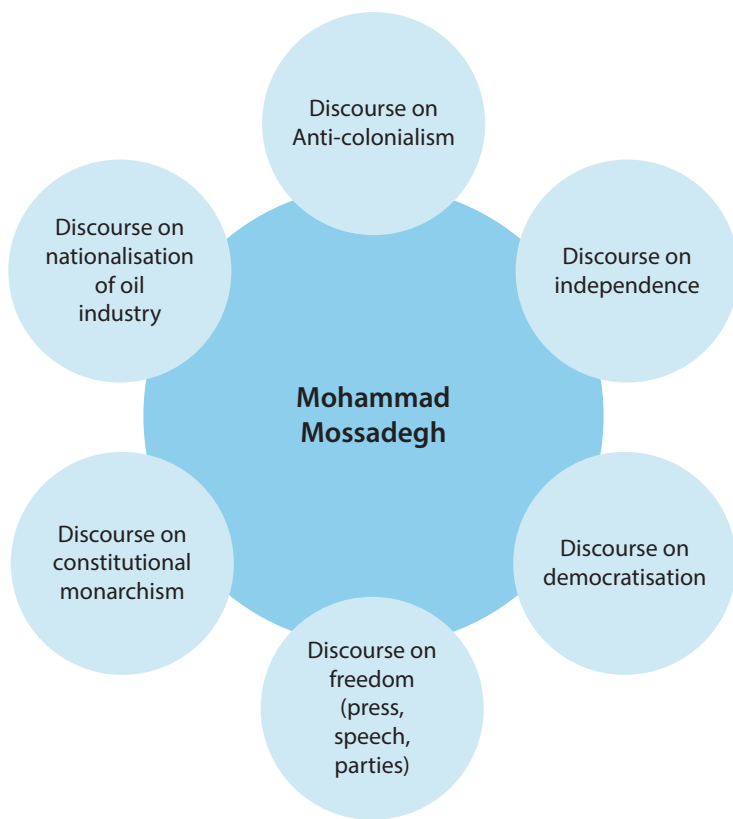 Discourse on
Anti-colonialism
Discourse on
nationalisation
of oil
industry
Discourse on
independence
Mohammad
Mossadegh
Discourse on
constitutional
monarchism
Discourse on
democratisation
Discourse on
freedom
(press,
speech,
parties)